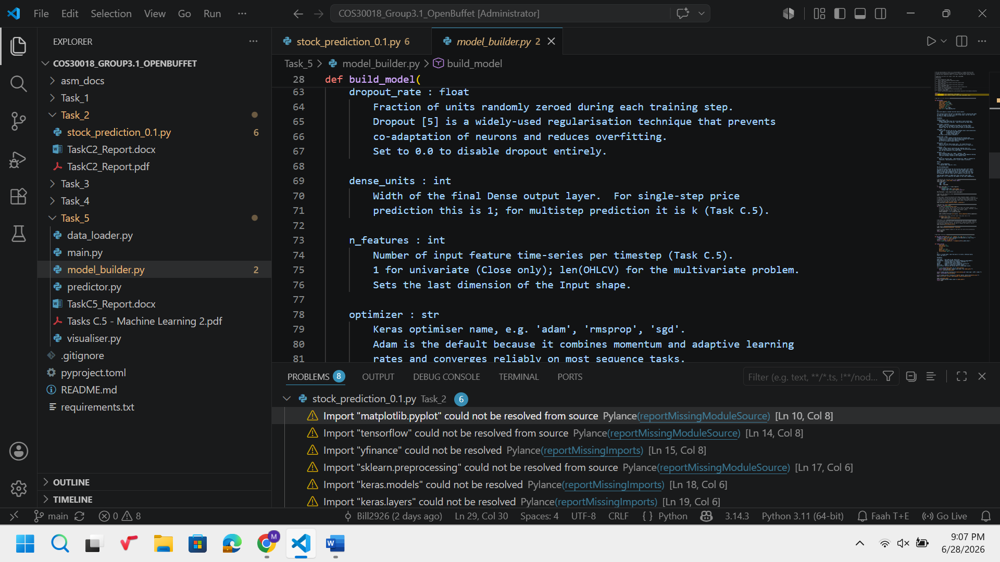 File Edit Selection View Go Run ···
COS30018_Group3.1_OpenBuffet [Administrator]
EXPLORER
COS30018_GROUP3.1_OPENBUFFET
asm_docs
Task_1
Task_2
stock_prediction_0.1.py 6
TaskC2_Report.docx
TaskC2_Report.pdf
Task_3
Task_4
Task_5
data_loader.py
main.py
model_builder.py 2
predictor.py
TaskC5_Report.docx
Tasks C.5 - Machine Learning 2.pdf
visualiser.py
.gitignore
pyproject.toml
README.md
requirements.txt
OUTLINE
TIMELINE
stock_prediction_0.1.py 6
model_builder.py 2
Task_5 > model_builder.py > build_model
28 def build_model(
63 dropout_rate : float
64 Fraction of units randomly zeroed during each training step.
65 Dropout [5] is a widely-used regularisation technique that prevents
66 co-adaptation of neurons and reduces overfitting.
67 Set to 0.0 to disable dropout entirely.
68
69 dense_units : int
70 Width of the final Dense output layer.  For single-step price
71 prediction this is 1; for multistep prediction it is k (Task C.5).
72
73 n_features : int
74 Number of input feature time-series per timestep (Task C.5).
75 1 for univariate (Close only); len(OHLCV) for the multivariate problem.
76 Sets the last dimension of the Input shape.
77
78 optimizer : str
79 Keras optimiser name, e.g. 'adam', 'rmsprop', 'sgd'.
80 Adam is the default because it combines momentum and adaptive learning
81 rates and converges reliably on most sequence tasks.
PROBLEMS 8 OUTPUT DEBUG CONSOLE TERMINAL PORTS
Filter (e.g. text, **/*.ts, !**/nod...
stock_prediction_0.1.py Task_2 6
Import "matplotlib.pyplot" could not be resolved from source Pylance(reportMissingModuleSource) [Ln 10, Col 8]
Import "tensorflow" could not be resolved from source Pylance(reportMissingModuleSource) [Ln 14, Col 8]
Import "yfinance" could not be resolved Pylance(reportMissingImports) [Ln 15, Col 8]
Import "sklearn.preprocessing" could not be resolved from source Pylance(reportMissingModuleSource) [Ln 17, Col 6]
Import "keras.models" could not be resolved Pylance(reportMissingImports) [Ln 18, Col 6]
Import "keras.layers" could not be resolved Pylance(reportMissingImports) [Ln 19, Col 6]
main 0 8 Bill2926 (2 days ago) Ln 29, Col 30 Spaces: 4 UTF-8 CRLF { } Python 3.14.3 Python 3.11 (64-bit) Faah T+E Go Live
M
W
9:07 PM
6/28/2026